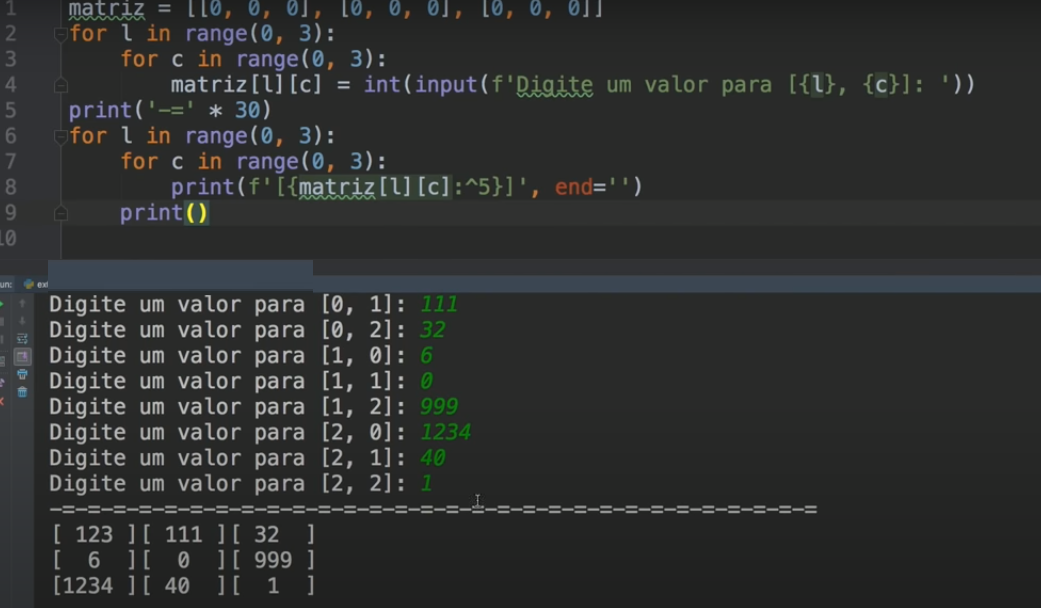 1 matriz = [[0, 0, 0], [0, 0, 0], [0, 0, 0]]
2 for l in range(0, 3):
3     for c in range(0, 3):
4         matriz[l][c] = int(input(f'Digite um valor para [{l}, {c}]: '))
5 print('-=' * 30)
6 for l in range(0, 3):
7     for c in range(0, 3):
8         print(f'[{matriz[l][c]:^5}]', end='')
9     print()
10
un: ex
Digite um valor para [0, 1]: 111
Digite um valor para [0, 2]: 32
Digite um valor para [1, 0]: 6
Digite um valor para [1, 1]: 0
Digite um valor para [1, 2]: 999
Digite um valor para [2, 0]: 1234
Digite um valor para [2, 1]: 40
Digite um valor para [2, 2]: 1
-=-=-=-=-=-=-=-=-=-=-=-=-=-=-=-=-=-=-=-=-=-=-=-=-=-=-=-=-=-=
[ 123 ][ 111 ][ 32  ]
[  6  ][  0  ][ 999 ]
[1234 ][ 40  ][  1  ]